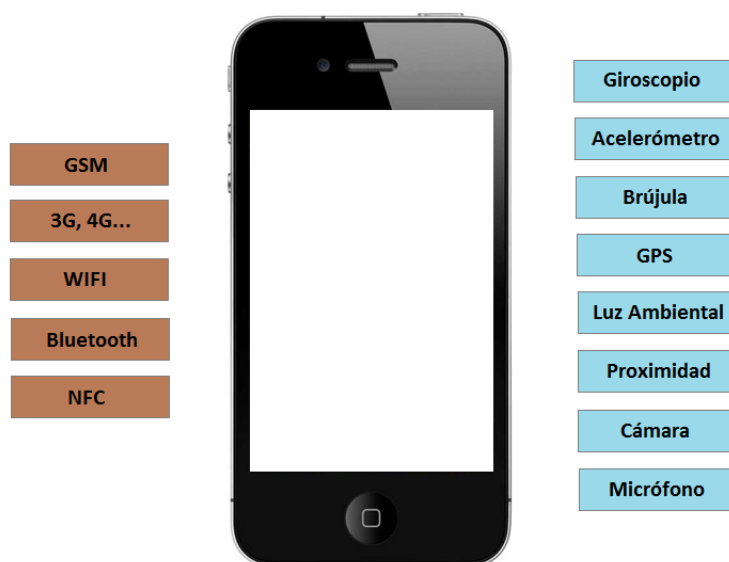 GSM
3G, 4G...
WIFI
Bluetooth
NFC
Giroscopio
Acelerómetro
Brújula
GPS
Luz Ambiental
Proximidad
Cámara
Micrófono